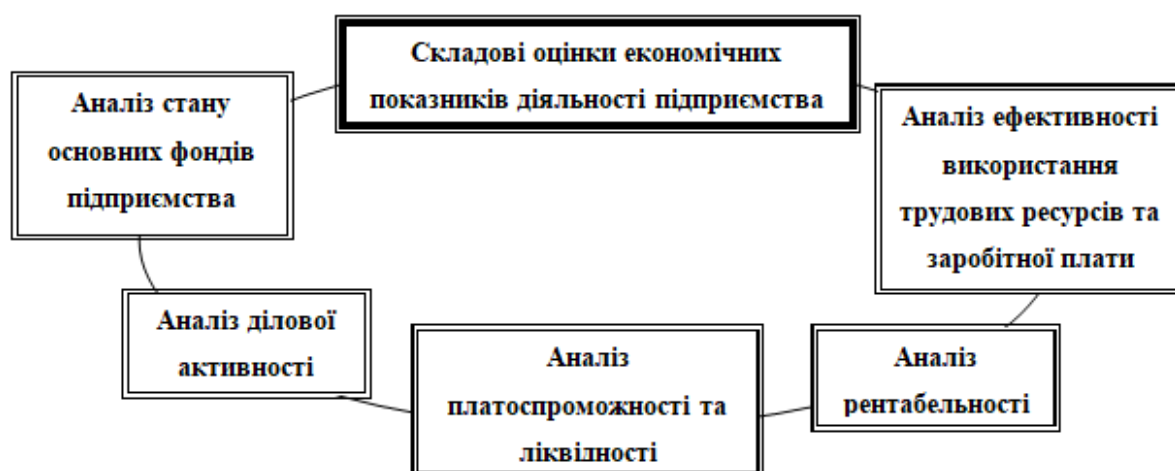 Складові оцінки економічних
показників діяльності підприємства
Аналіз стану
основних фондів
підприємства
Аналіз ефективності
використання
трудових ресурсів та
заробітної плати
Аналіз ділової
активності
Аналіз
платоспроможності та
ліквідності
Аналіз
рентабельності